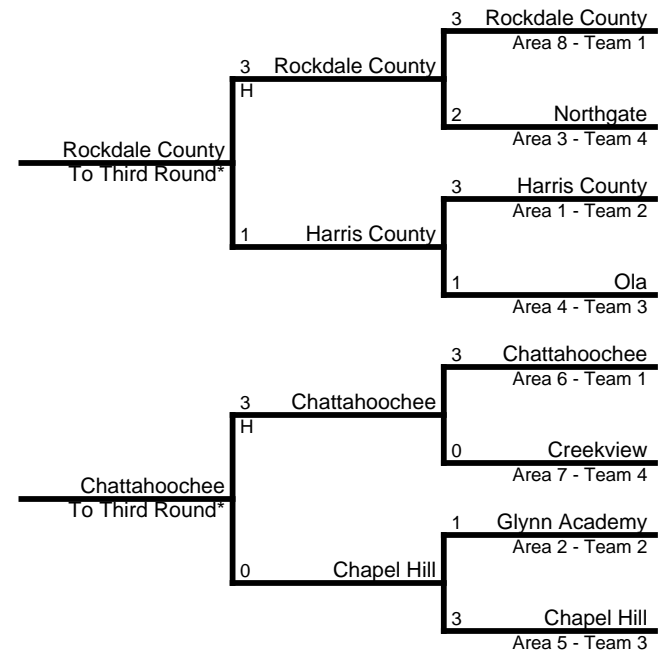 3 Rockdale County
Area 8 - Team 1
3 Rockdale County
H
2 Northgate
Area 3 - Team 4
Rockdale County
To Third Round*
3 Harris County
Area 1 - Team 2
1 Harris County
1 Ola
Area 4 - Team 3
3 Chattahoochee
Area 6 - Team 1
3 Chattahoochee
H
0 Creekview
Area 7 - Team 4
Chattahoochee
To Third Round*
1 Glynn Academy
Area 2 - Team 2
0 Chapel Hill
3 Chapel Hill
Area 5 - Team 3